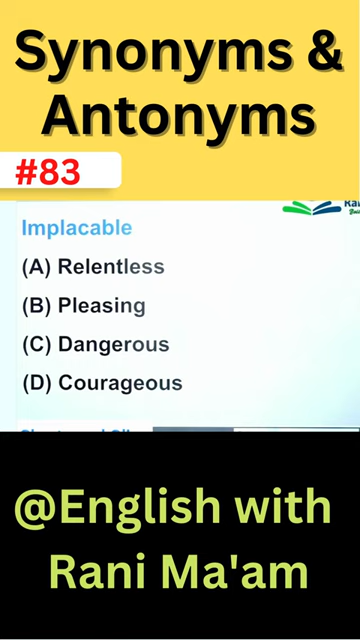 Synonyms &
Antonyms
#83
Implacable
(A) Relentless
(B) Pleasing
(C) Dangerous
(D) Courageous
@English with
Rani Ma'am